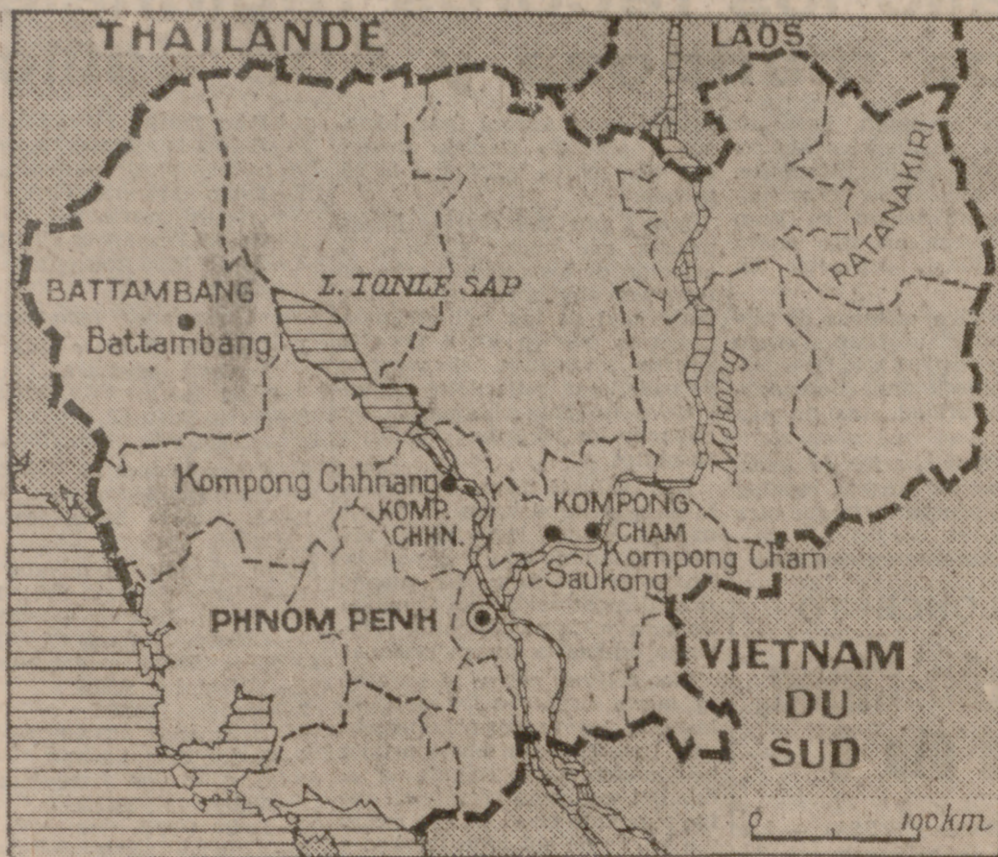 THAILANDE
LAOS
RATANAKIRI
L. TONLE SAP
BATTAMBANG
Battambang
Mekong
Kompong Chhnang
KOMP.
CHHN.
KOMPONG
CHAM
Kompong Cham
Saukong
PHNOM PENH
VIETNAM
DU
SUD
0 100 km